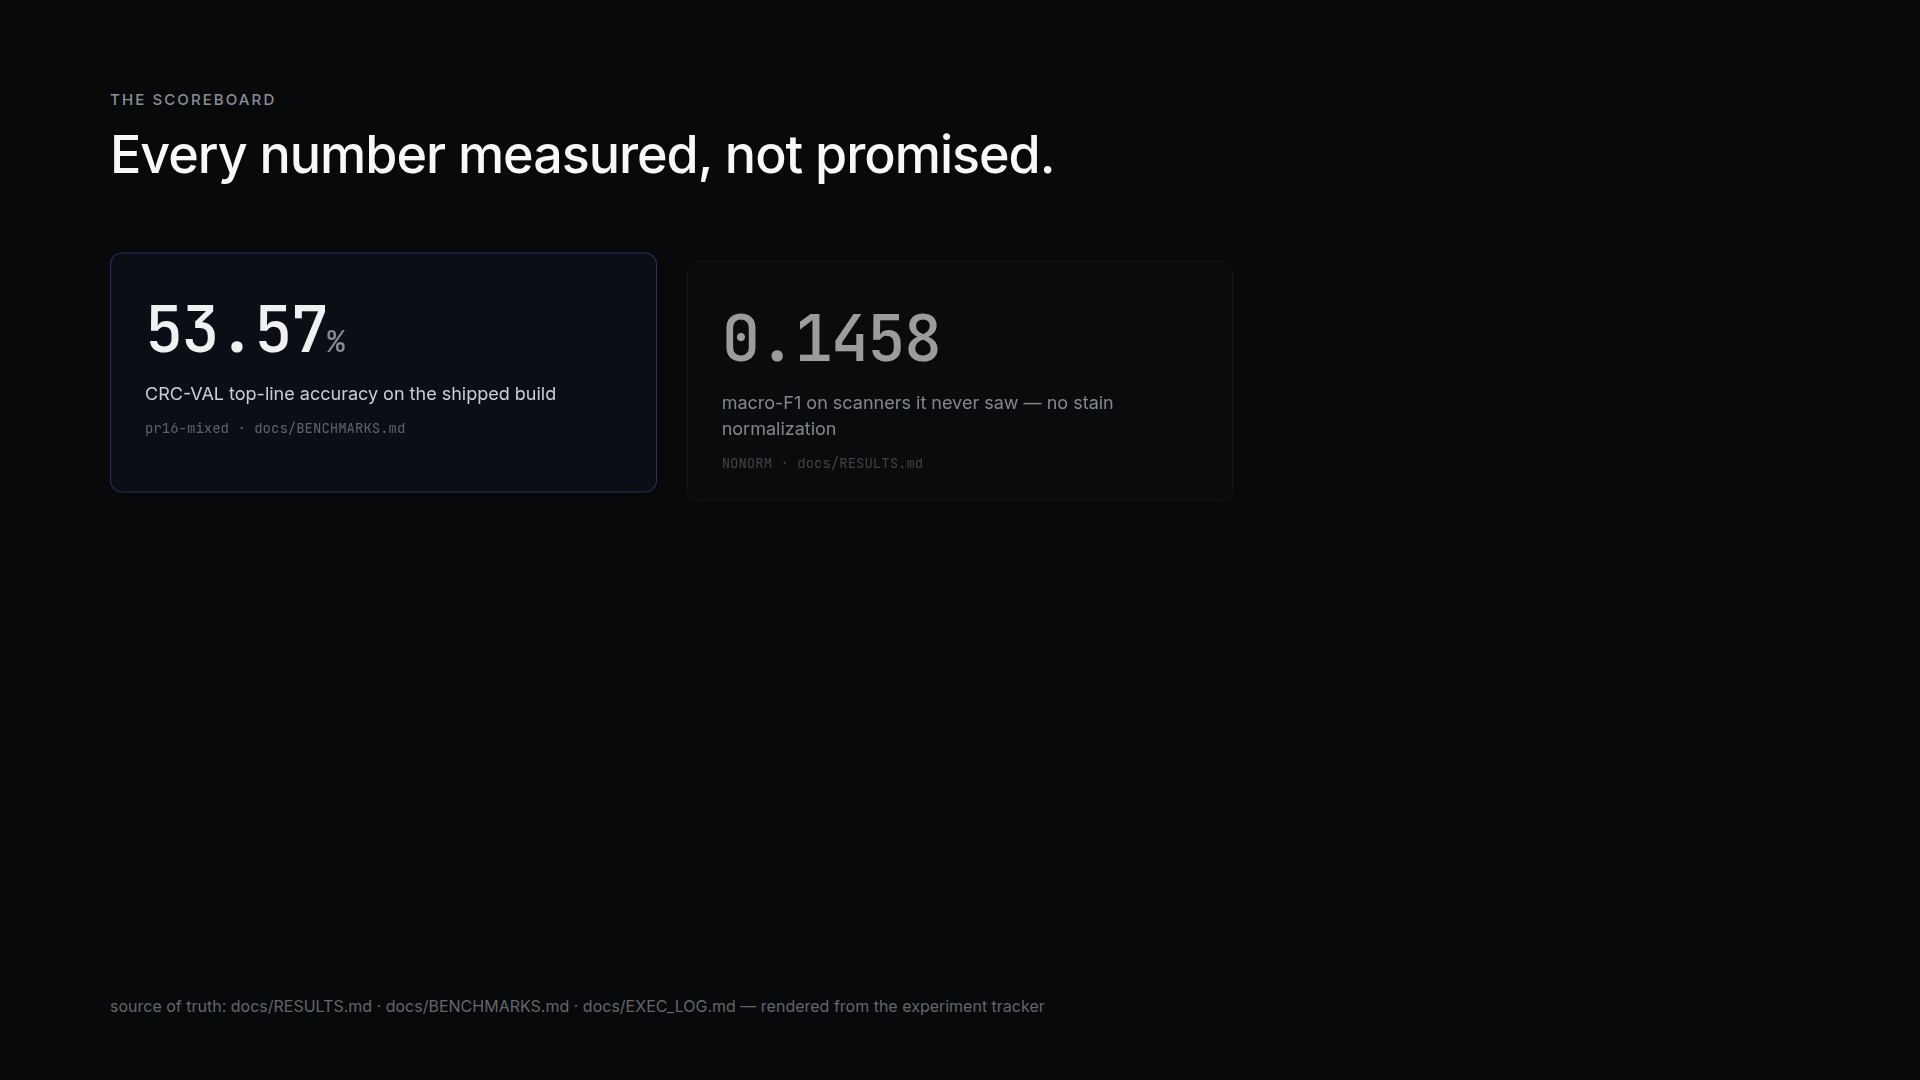 THE SCOREBOARD
Every number measured, not promised.
53.57%
CRC-VAL top-line accuracy on the shipped build
pr16-mixed · docs/BENCHMARKS.md
0.1458
macro-F1 on scanners it never saw — no stain
normalization
NONORM · docs/RESULTS.md
source of truth: docs/RESULTS.md · docs/BENCHMARKS.md · docs/EXEC_LOG.md — rendered from the experiment tracker